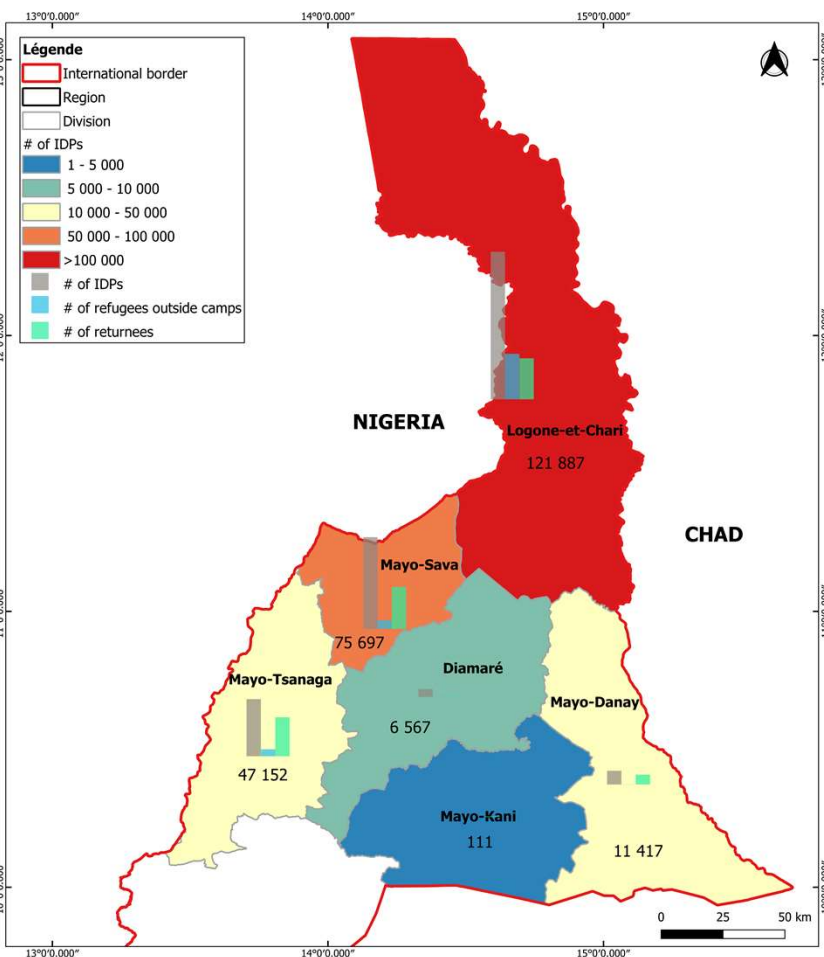 13°0'0.000"
14°0'0.000"
15°0'0.000"
Légende
International border
Region
Division
# of IDPs
1 - 5 000
5 000 - 10 000
10 000 - 50 000
50 000 - 100 000
>100 000
# of IDPs
# of refugees outside camps
# of returnees
NIGERIA
Logone-et-Chari
121 887
CHAD
Mayo-Sava
75 697
Diamaré
6 567
Mayo-Tsanaga
47 152
Mayo-Danay
11 417
Mayo-Kani
111
0 25 50 km
13°0'0.000"
14°0'0.000"
15°0'0.000"